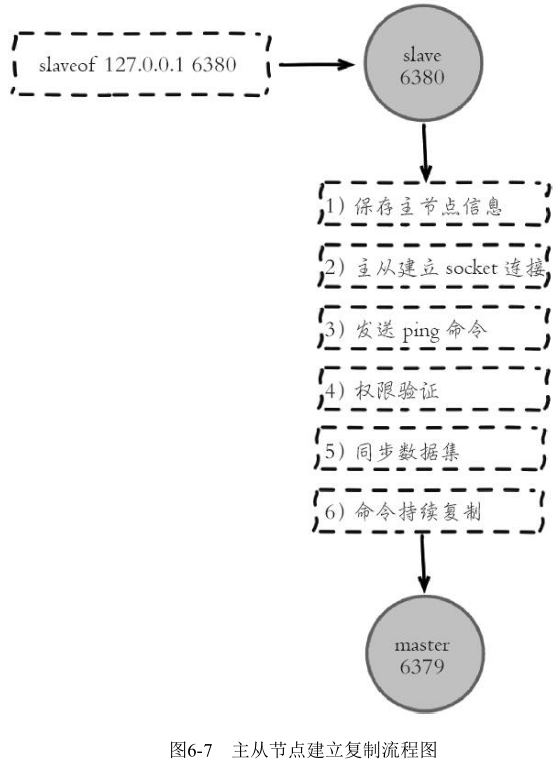 slaveof 127.0.0.1 6380
slave
6380
1) 保存主节点信息
2) 主从建立 socket 连接
3) 发送 ping 命令
4) 权限验证
5) 同步数据集
6) 命令持续复制
master
6379
图6-7 主从节点建立复制流程图